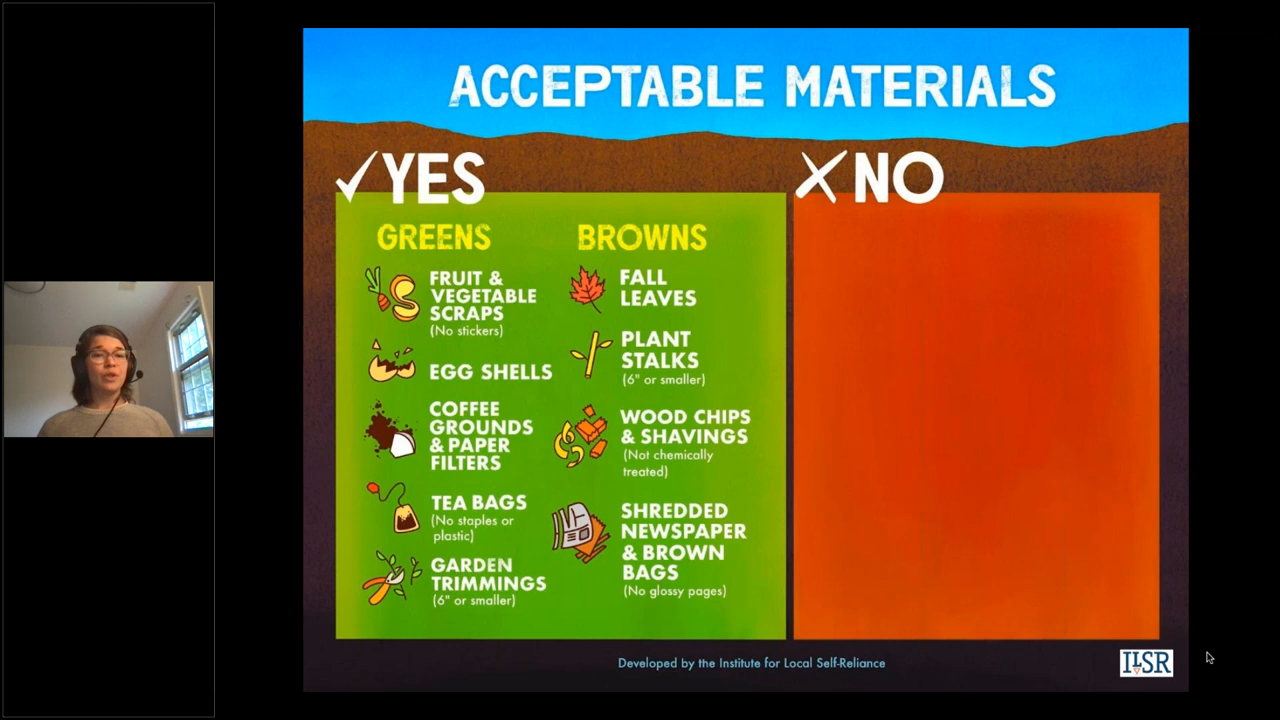 ACCEPTABLE MATERIALS
YES
GREENS
FRUIT &
VEGETABLE
SCRAPS
(No stickers)
EGG SHELLS
COFFEE
GROUNDS
& PAPER
FILTERS
TEA BAGS
(No staples or
plastic)
GARDEN
TRIMMINGS
(6" or smaller)
BROWNS
FALL
LEAVES
PLANT
STALKS
(6" or smaller)
WOOD CHIPS
& SHAVINGS
(Not chemically
treated)
SHREDDED
NEWSPAPER
& BROWN
BAGS
(No glossy pages)
NO
Developed by the Institute for Local Self-Reliance
ILSR